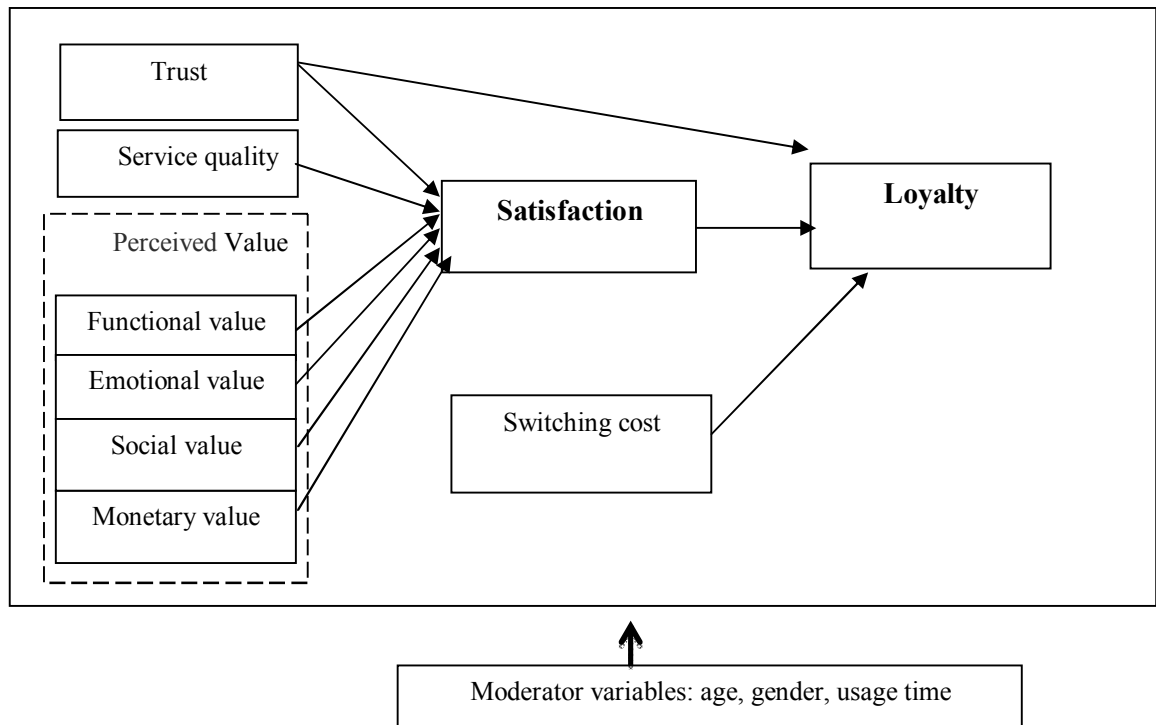 Trust
Service quality
Perceived Value
Functional value
Emotional value
Social value
Monetary value
Satisfaction
Loyalty
Switching cost
Moderator variables: age, gender, usage time